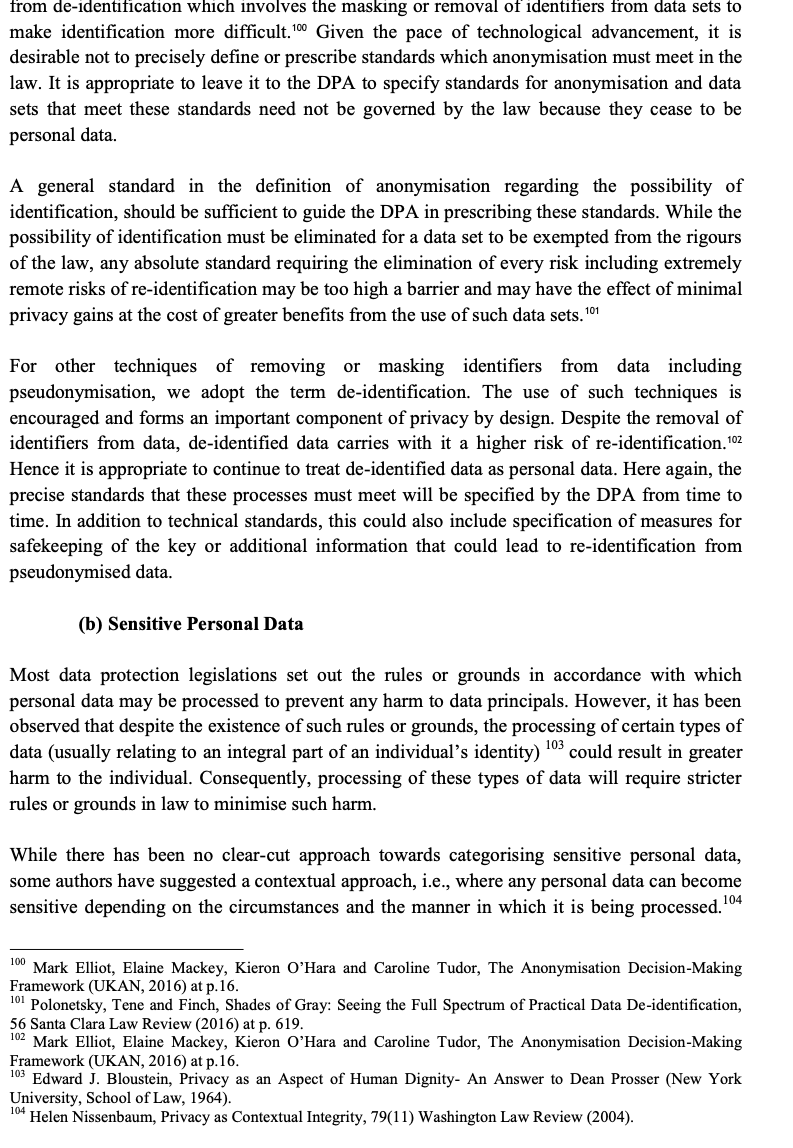 from de-identification which involves the masking or removal of identifiers from data sets to
make identification more difficult.100 Given the pace of technological advancement, it is
desirable not to precisely define or prescribe standards which anonymisation must meet in the
law. It is appropriate to leave it to the DPA to specify standards for anonymisation and data
sets that meet these standards need not be governed by the law because they cease to be
personal data.
A general standard in the definition of anonymisation regarding the possibility of
identification, should be sufficient to guide the DPA in prescribing these standards. While the
possibility of identification must be eliminated for a data set to be exempted from the rigours
of the law, any absolute standard requiring the elimination of every risk including extremely
remote risks of re-identification may be too high a barrier and may have the effect of minimal
privacy gains at the cost of greater benefits from the use of such data sets.101
For other techniques of removing or masking identifiers from data including
pseudonymisation, we adopt the term de-identification. The use of such techniques is
encouraged and forms an important component of privacy by design. Despite the removal of
identifiers from data, de-identified data carries with it a higher risk of re-identification.102
Hence it is appropriate to continue to treat de-identified data as personal data. Here again, the
precise standards that these processes must meet will be specified by the DPA from time to
time. In addition to technical standards, this could also include specification of measures for
safekeeping of the key or additional information that could lead to re-identification from
pseudonymised data.
(b) Sensitive Personal Data
Most data protection legislations set out the rules or grounds in accordance with which
personal data may be processed to prevent any harm to data principals. However, it has been
observed that despite the existence of such rules or grounds, the processing of certain types of
data (usually relating to an integral part of an individual's identity) 103 could result in greater
harm to the individual. Consequently, processing of these types of data will require stricter
rules or grounds in law to minimise such harm.
While there has been no clear-cut approach towards categorising sensitive personal data,
some authors have suggested a contextual approach, i.e., where any personal data can become
sensitive depending on the circumstances and the manner in which it is being processed.104
100 Mark Elliot, Elaine Mackey, Kieron O'Hara and Caroline Tudor, The Anonymisation Decision-Making
Framework (UKAN, 2016) at p.16.
101 Polonetsky, Tene and Finch, Shades of Gray: Seeing the Full Spectrum of Practical Data De-identification,
56 Santa Clara Law Review (2016) at p. 619.
102 Mark Elliot, Elaine Mackey, Kieron O'Hara and Caroline Tudor, The Anonymisation Decision-Making
Framework (UKAN, 2016) at p.16.
103 Edward J. Bloustein, Privacy as an Aspect of Human Dignity- An Answer to Dean Prosser (New York
University, School of Law, 1964).
104 Helen Nissenbaum, Privacy as Contextual Integrity, 79(11) Washington Law Review (2004).